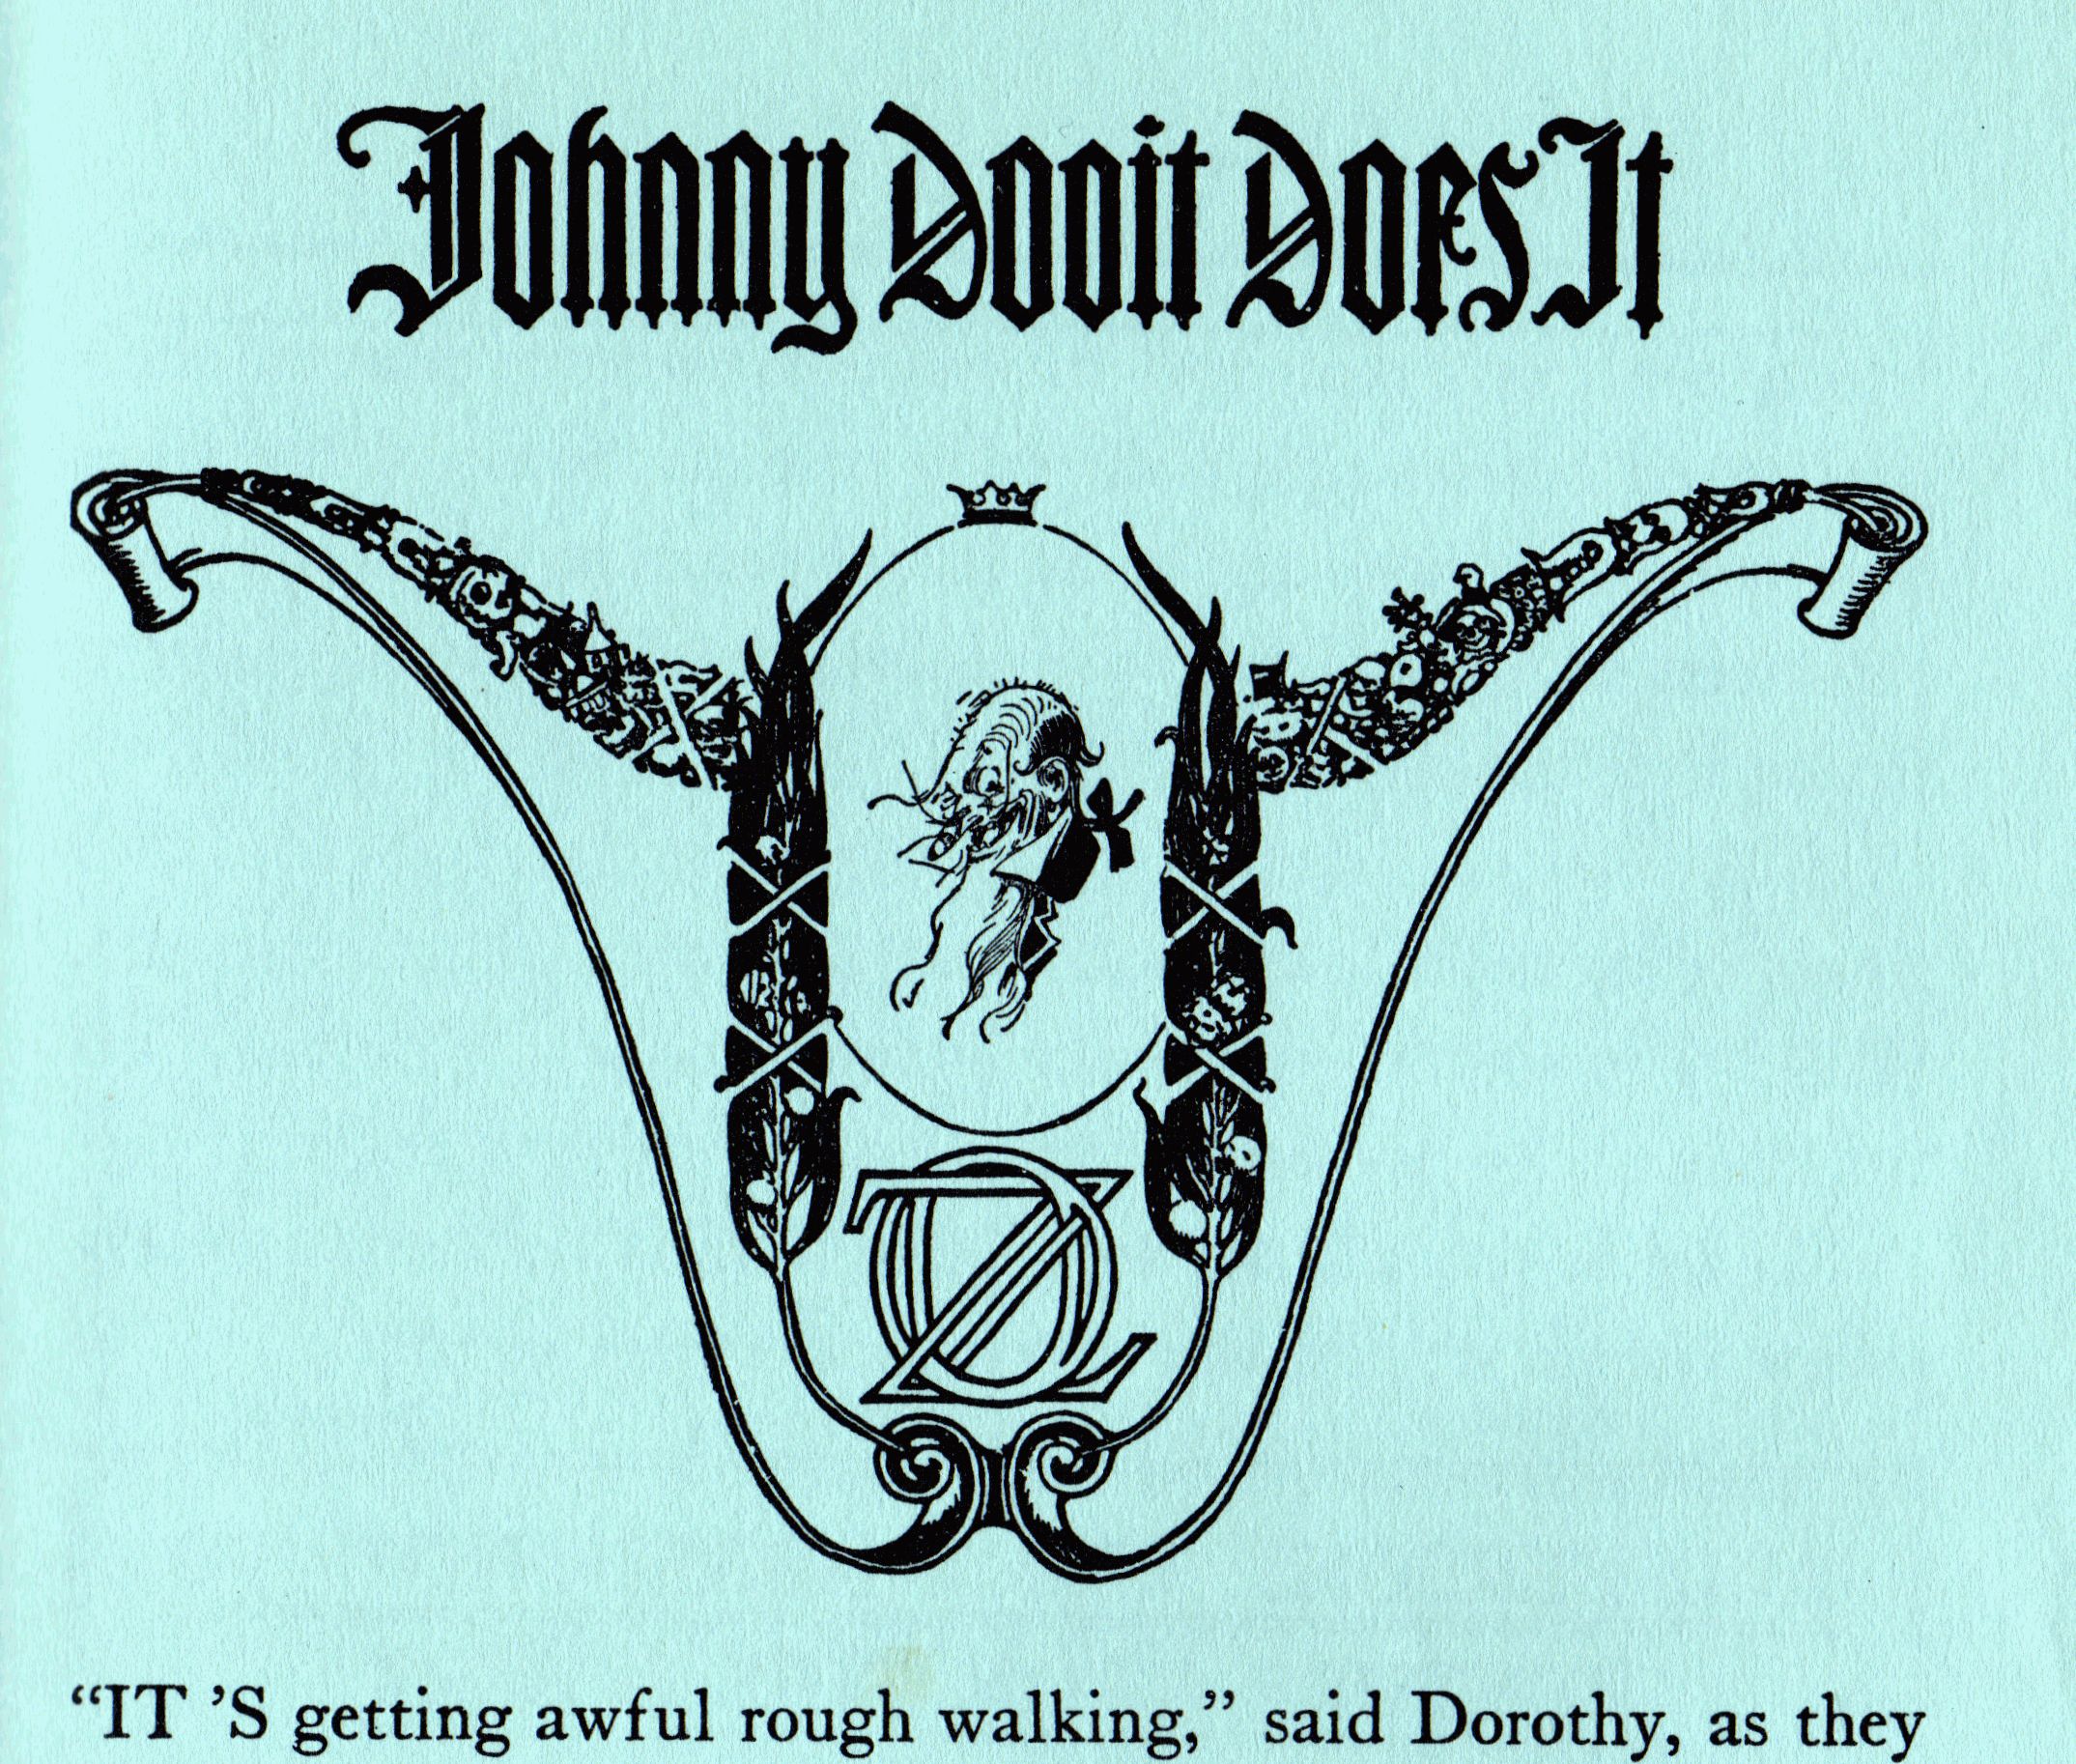 Johnny Dooit Does It
OZ
“IT ’S getting awful rough walking,” said Dorothy, as they